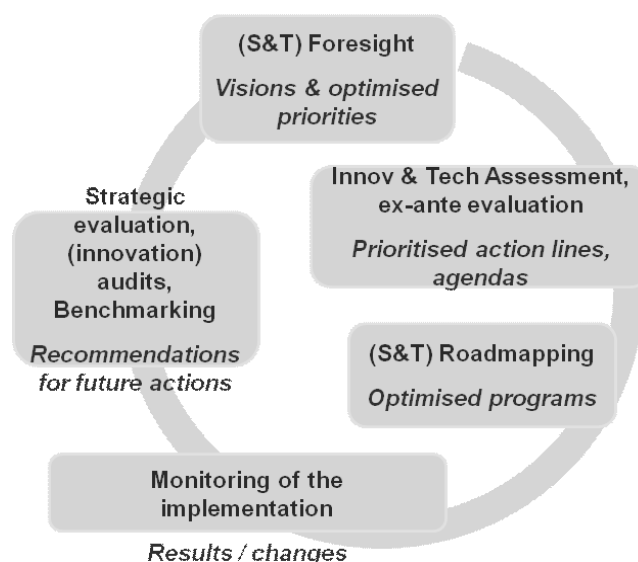 (S&T) Foresight
Visions & optimised
priorities
Innov & Tech Assessment,
ex-ante evaluation
Prioritised action lines,
agendas
(S&T) Roadmapping
Optimised programs
Monitoring of the
implementation
Results / changes
Strategic
evaluation,
(innovation)
audits,
Benchmarking
Recommendations
for future actions